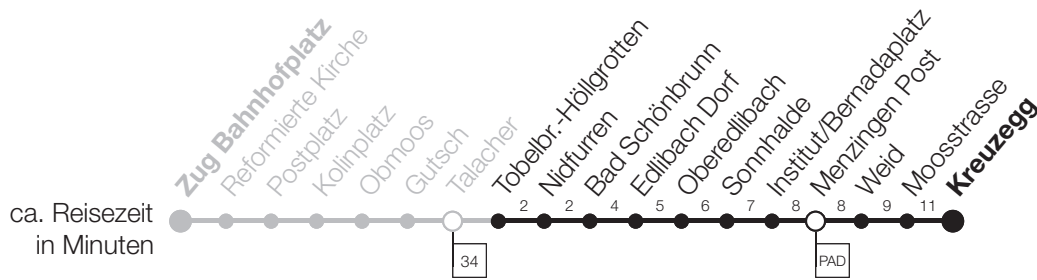 Zug Bahnhofplatz
Reformierte Kirche
Postplatz
Kolinplatz
Obmoos
Gutsch
Talacher
Tobelbr.-Höllgrotten
Nidfurren
Bad Schönbrunn
Edlibach Dorf
Oberedlibach
Sonnhalde
Institut/Bernadaplatz
Menzingen Post
Weid
Moosstrasse
Kreuzegg
ca. Reisezeit
in Minuten
2 2 4 5 6 7 8 8 9 11
34
PAD